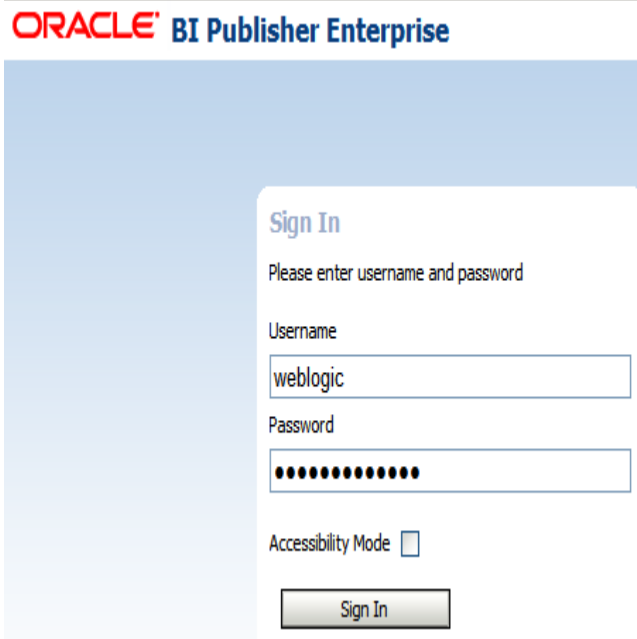 ORACLE BI Publisher Enterprise
Sign In
Please enter username and password
Username
weblogic
Password
●●●●●●●●●●●●●
Accessibility Mode
Sign In